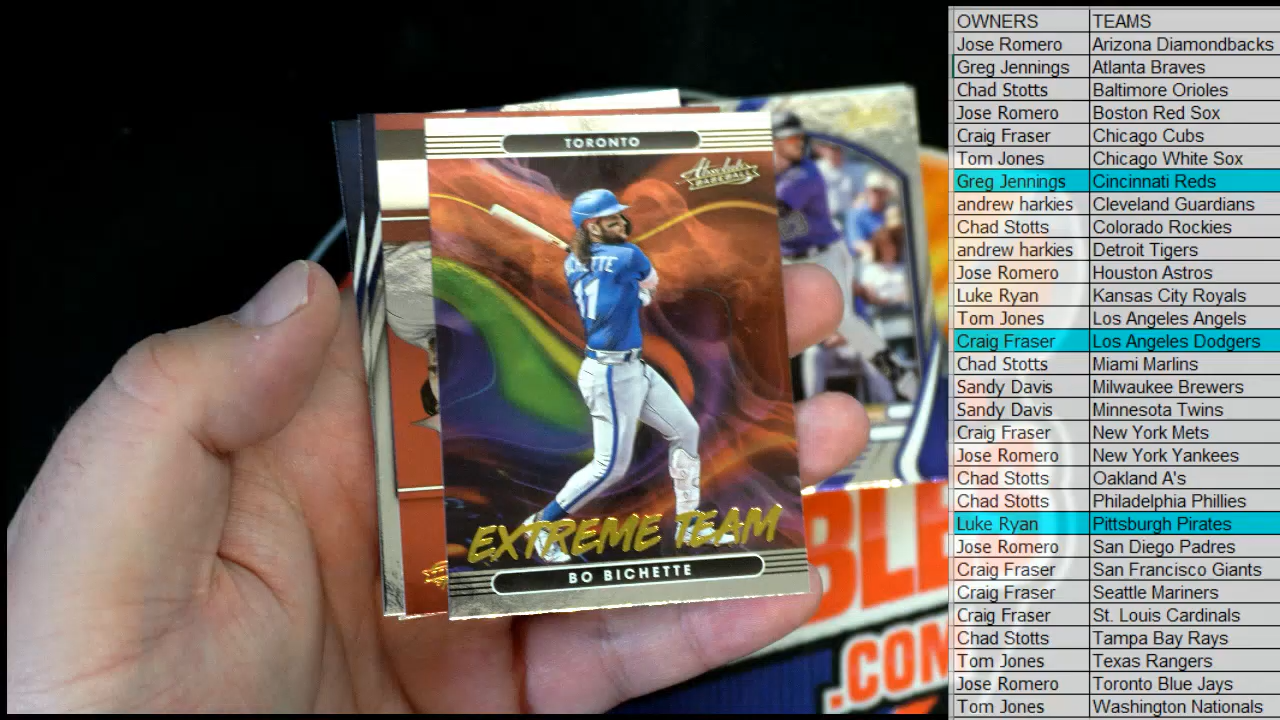 TORONTO
Absolute
BASEBALL
BICHETTE
11
EXTREME TEAM
BO BICHETTE
BLE
.COM
OWNERS TEAMS
Jose Romero Arizona Diamondbacks
Greg Jennings Atlanta Braves
Chad Stotts Baltimore Orioles
Jose Romero Boston Red Sox
Craig Fraser Chicago Cubs
Tom Jones Chicago White Sox
Greg Jennings Cincinnati Reds
andrew harkies Cleveland Guardians
Chad Stotts Colorado Rockies
andrew harkies Detroit Tigers
Jose Romero Houston Astros
Luke Ryan Kansas City Royals
Tom Jones Los Angeles Angels
Craig Fraser Los Angeles Dodgers
Chad Stotts Miami Marlins
Sandy Davis Milwaukee Brewers
Sandy Davis Minnesota Twins
Craig Fraser New York Mets
Jose Romero New York Yankees
Chad Stotts Oakland A's
Chad Stotts Philadelphia Phillies
Luke Ryan Pittsburgh Pirates
Jose Romero San Diego Padres
Craig Fraser San Francisco Giants
Craig Fraser Seattle Mariners
Craig Fraser St. Louis Cardinals
Chad Stotts Tampa Bay Rays
Tom Jones Texas Rangers
Jose Romero Toronto Blue Jays
Tom Jones Washington Nationals